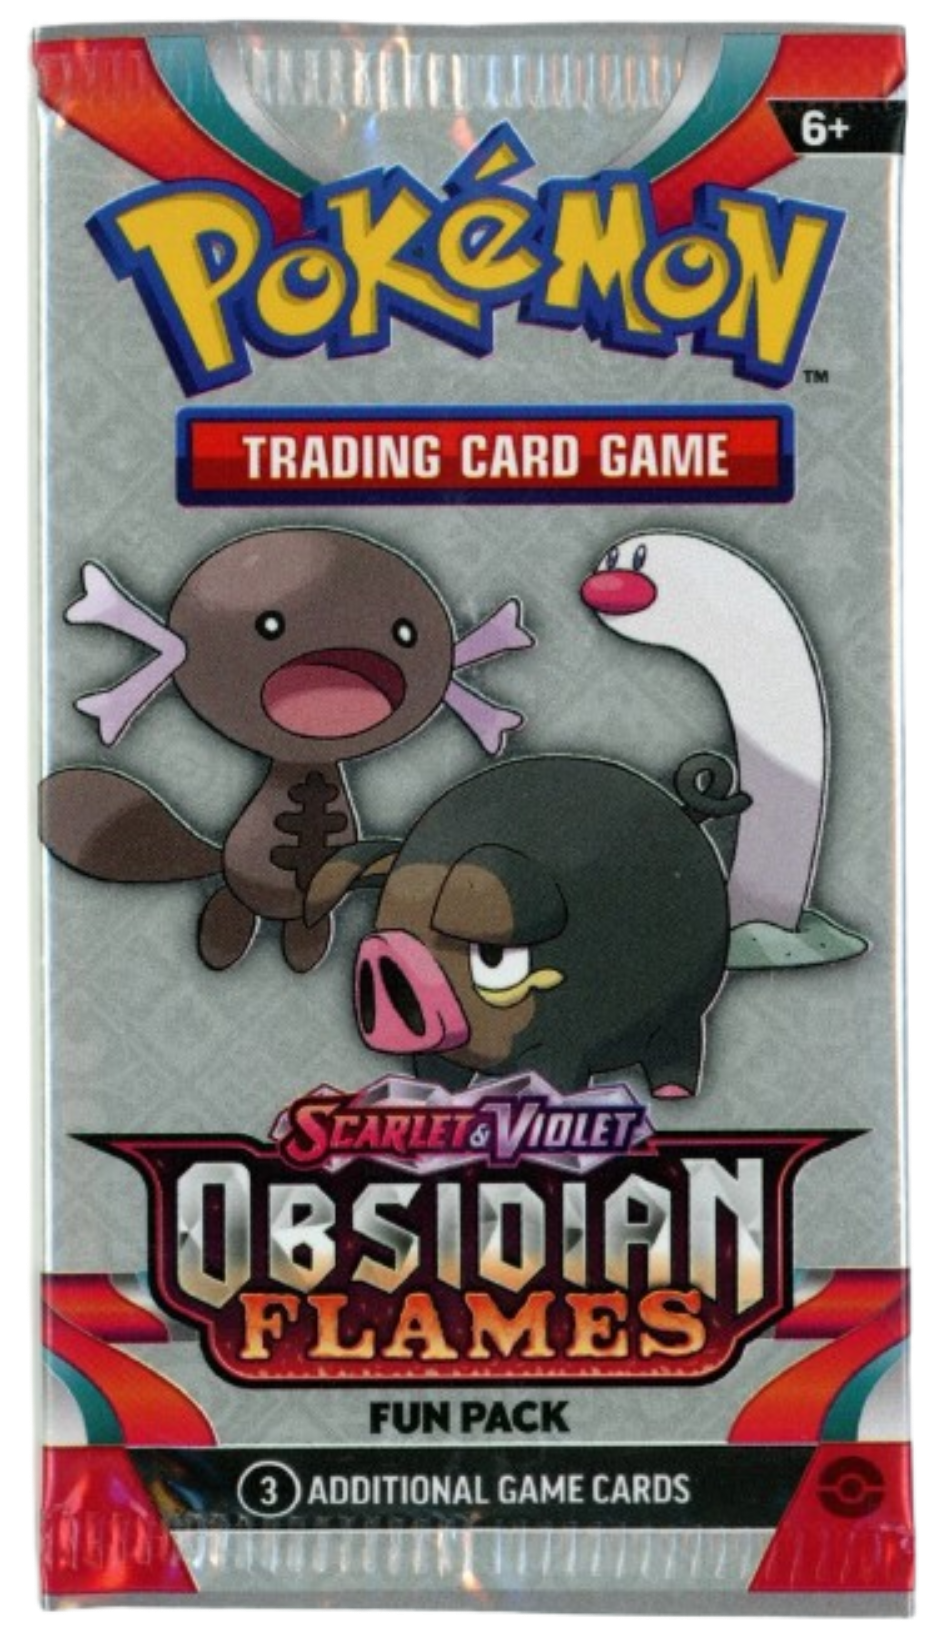 6+
POKéMON
TM
TRADING CARD GAME
SCARLET & VIOLET
OBSIDIAN
FLAMES
FUN PACK
3 ADDITIONAL GAME CARDS